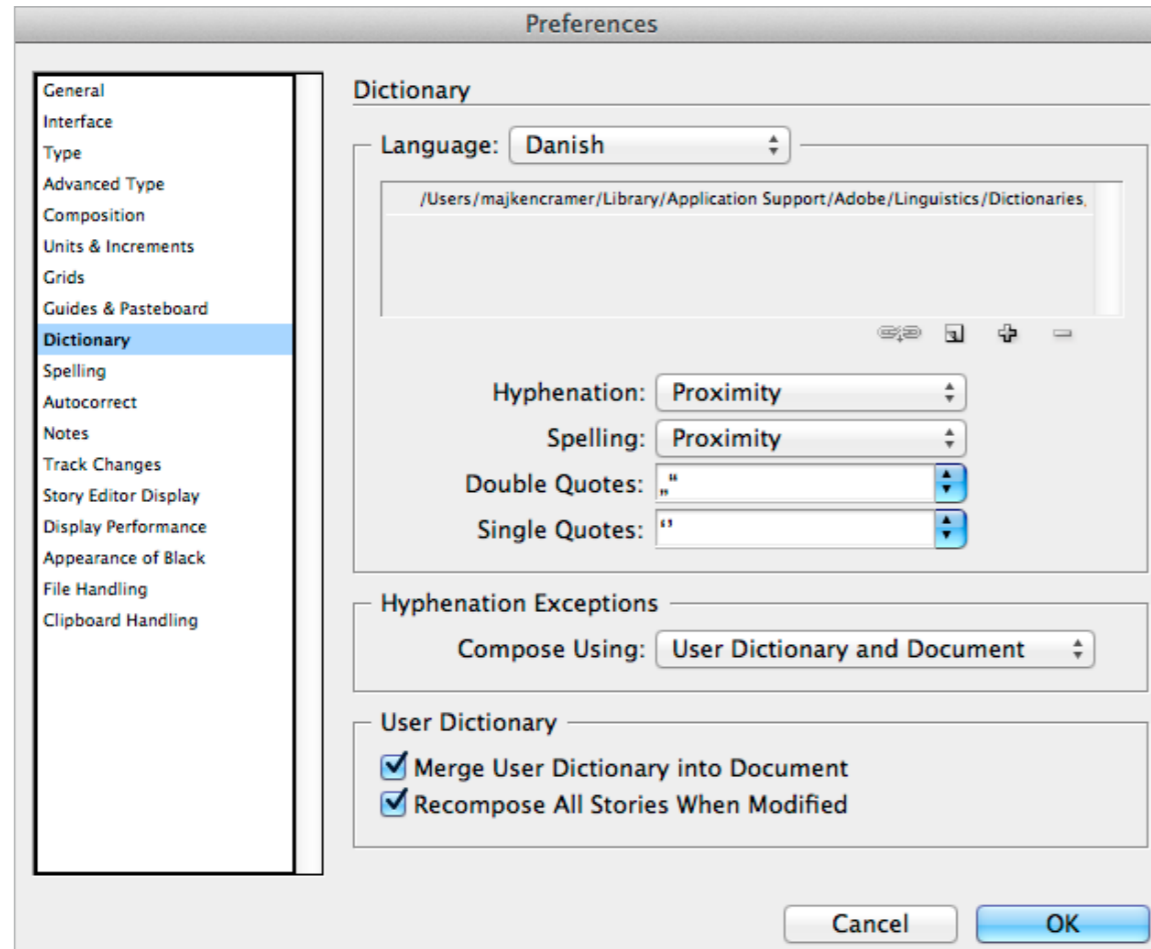 Preferences
General
Interface
Type
Advanced Type
Composition
Units & Increments
Grids
Guides & Pasteboard
Dictionary
Spelling
Autocorrect
Notes
Track Changes
Story Editor Display
Display Performance
Appearance of Black
File Handling
Clipboard Handling
Dictionary
Language: Danish
/Users/majkencramer/Library/Application Support/Adobe/Linguistics/Dictionaries,
Hyphenation: Proximity
Spelling: Proximity
Double Quotes: „“
Single Quotes: ‘’
Hyphenation Exceptions
Compose Using: User Dictionary and Document
User Dictionary
Merge User Dictionary into Document
Recompose All Stories When Modified
Cancel OK